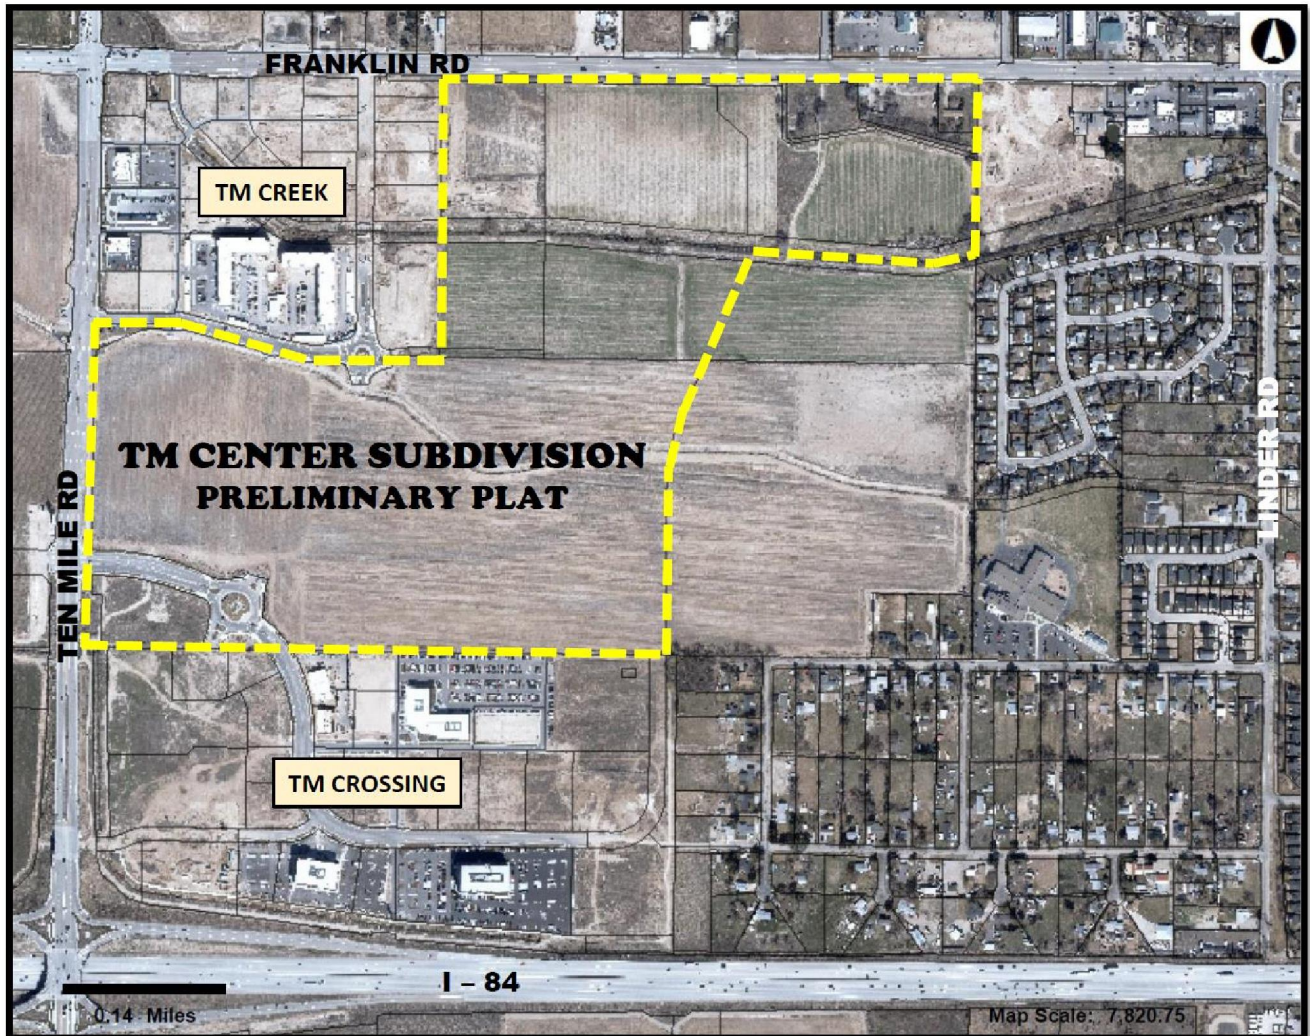 FRANKLIN RD
TM CREEK
TM CENTER SUBDIVISION
PRELIMINARY PLAT
TEN MILE RD
LINDER RD
TM CROSSING
I – 84
0.14 Miles
Map Scale: 7,820.75